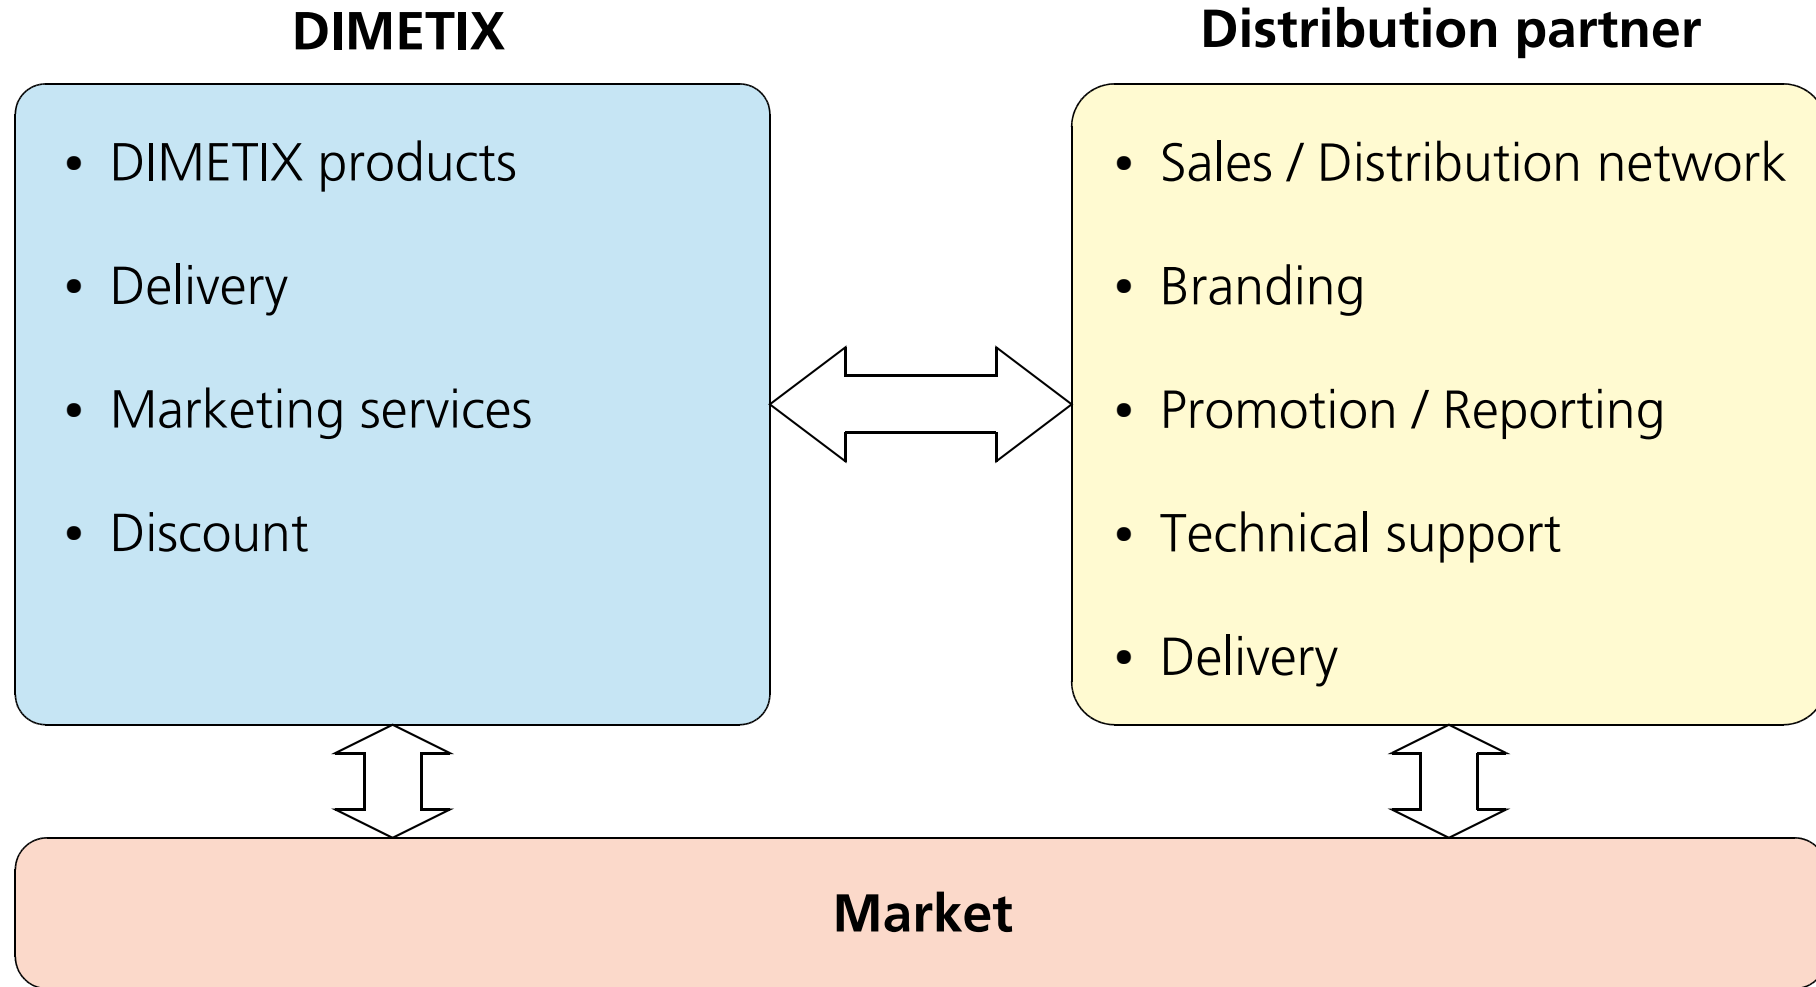 DIMETIX
• DIMETIX products
• Delivery
• Marketing services
• Discount
Distribution partner
• Sales / Distribution network
• Branding
• Promotion / Reporting
• Technical support
• Delivery
Market